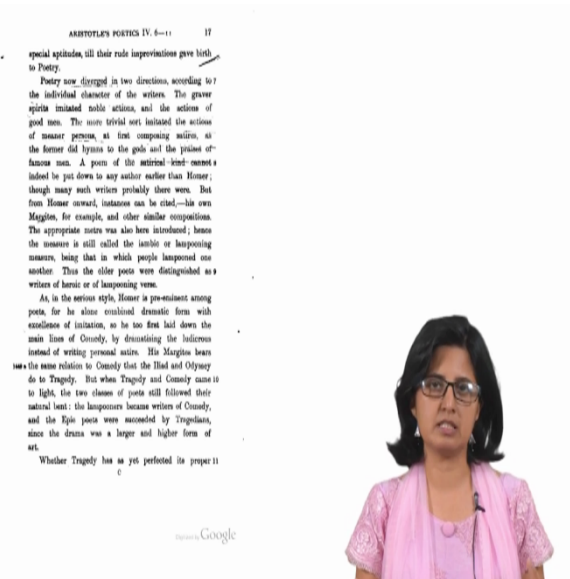 ARISTOTLE'S POETICS IV. 6—11 17
special aptitudes, till their rude improvisations gave birth
to Poetry.
Poetry now diverged in two directions, according to 7
the individual character of the writers. The graver
spirits imitated noble actions, and the actions of
good men. The more trivial sort imitated the actions
of meaner persons, at first composing satires, as
the former did hymns to the gods and the praises of
famous men. A poem of the satirical kind cannot 8
indeed be put down to any author earlier than Homer;
though many such writers probably there were. But
from Homer onward, instances can be cited,—his own
Margites, for example, and other similar compositions.
The appropriate metre was also here introduced; hence
the measure is still called the iambic or lampooning
measure, being that in which people lampooned one
another. Thus the older poets were distinguished as 9
writers of heroic or of lampooning verse.
As, in the serious style, Homer is pre-eminent among
poets, for he alone combined dramatic form with
excellence of imitation, so he too first laid down the
main lines of Comedy, by dramatising the ludicrous
instead of writing personal satire. His Margites bears
1449 a the same relation to Comedy that the Iliad and Odyssey
do to Tragedy. But when Tragedy and Comedy came 10
to light, the two classes of poets still followed their
natural bent: the lampooners became writers of Comedy,
and the Epic poets were succeeded by Tragedians,
since the drama was a larger and higher form of
art.
Whether Tragedy has as yet perfected its proper 11
C
Digitized by Google